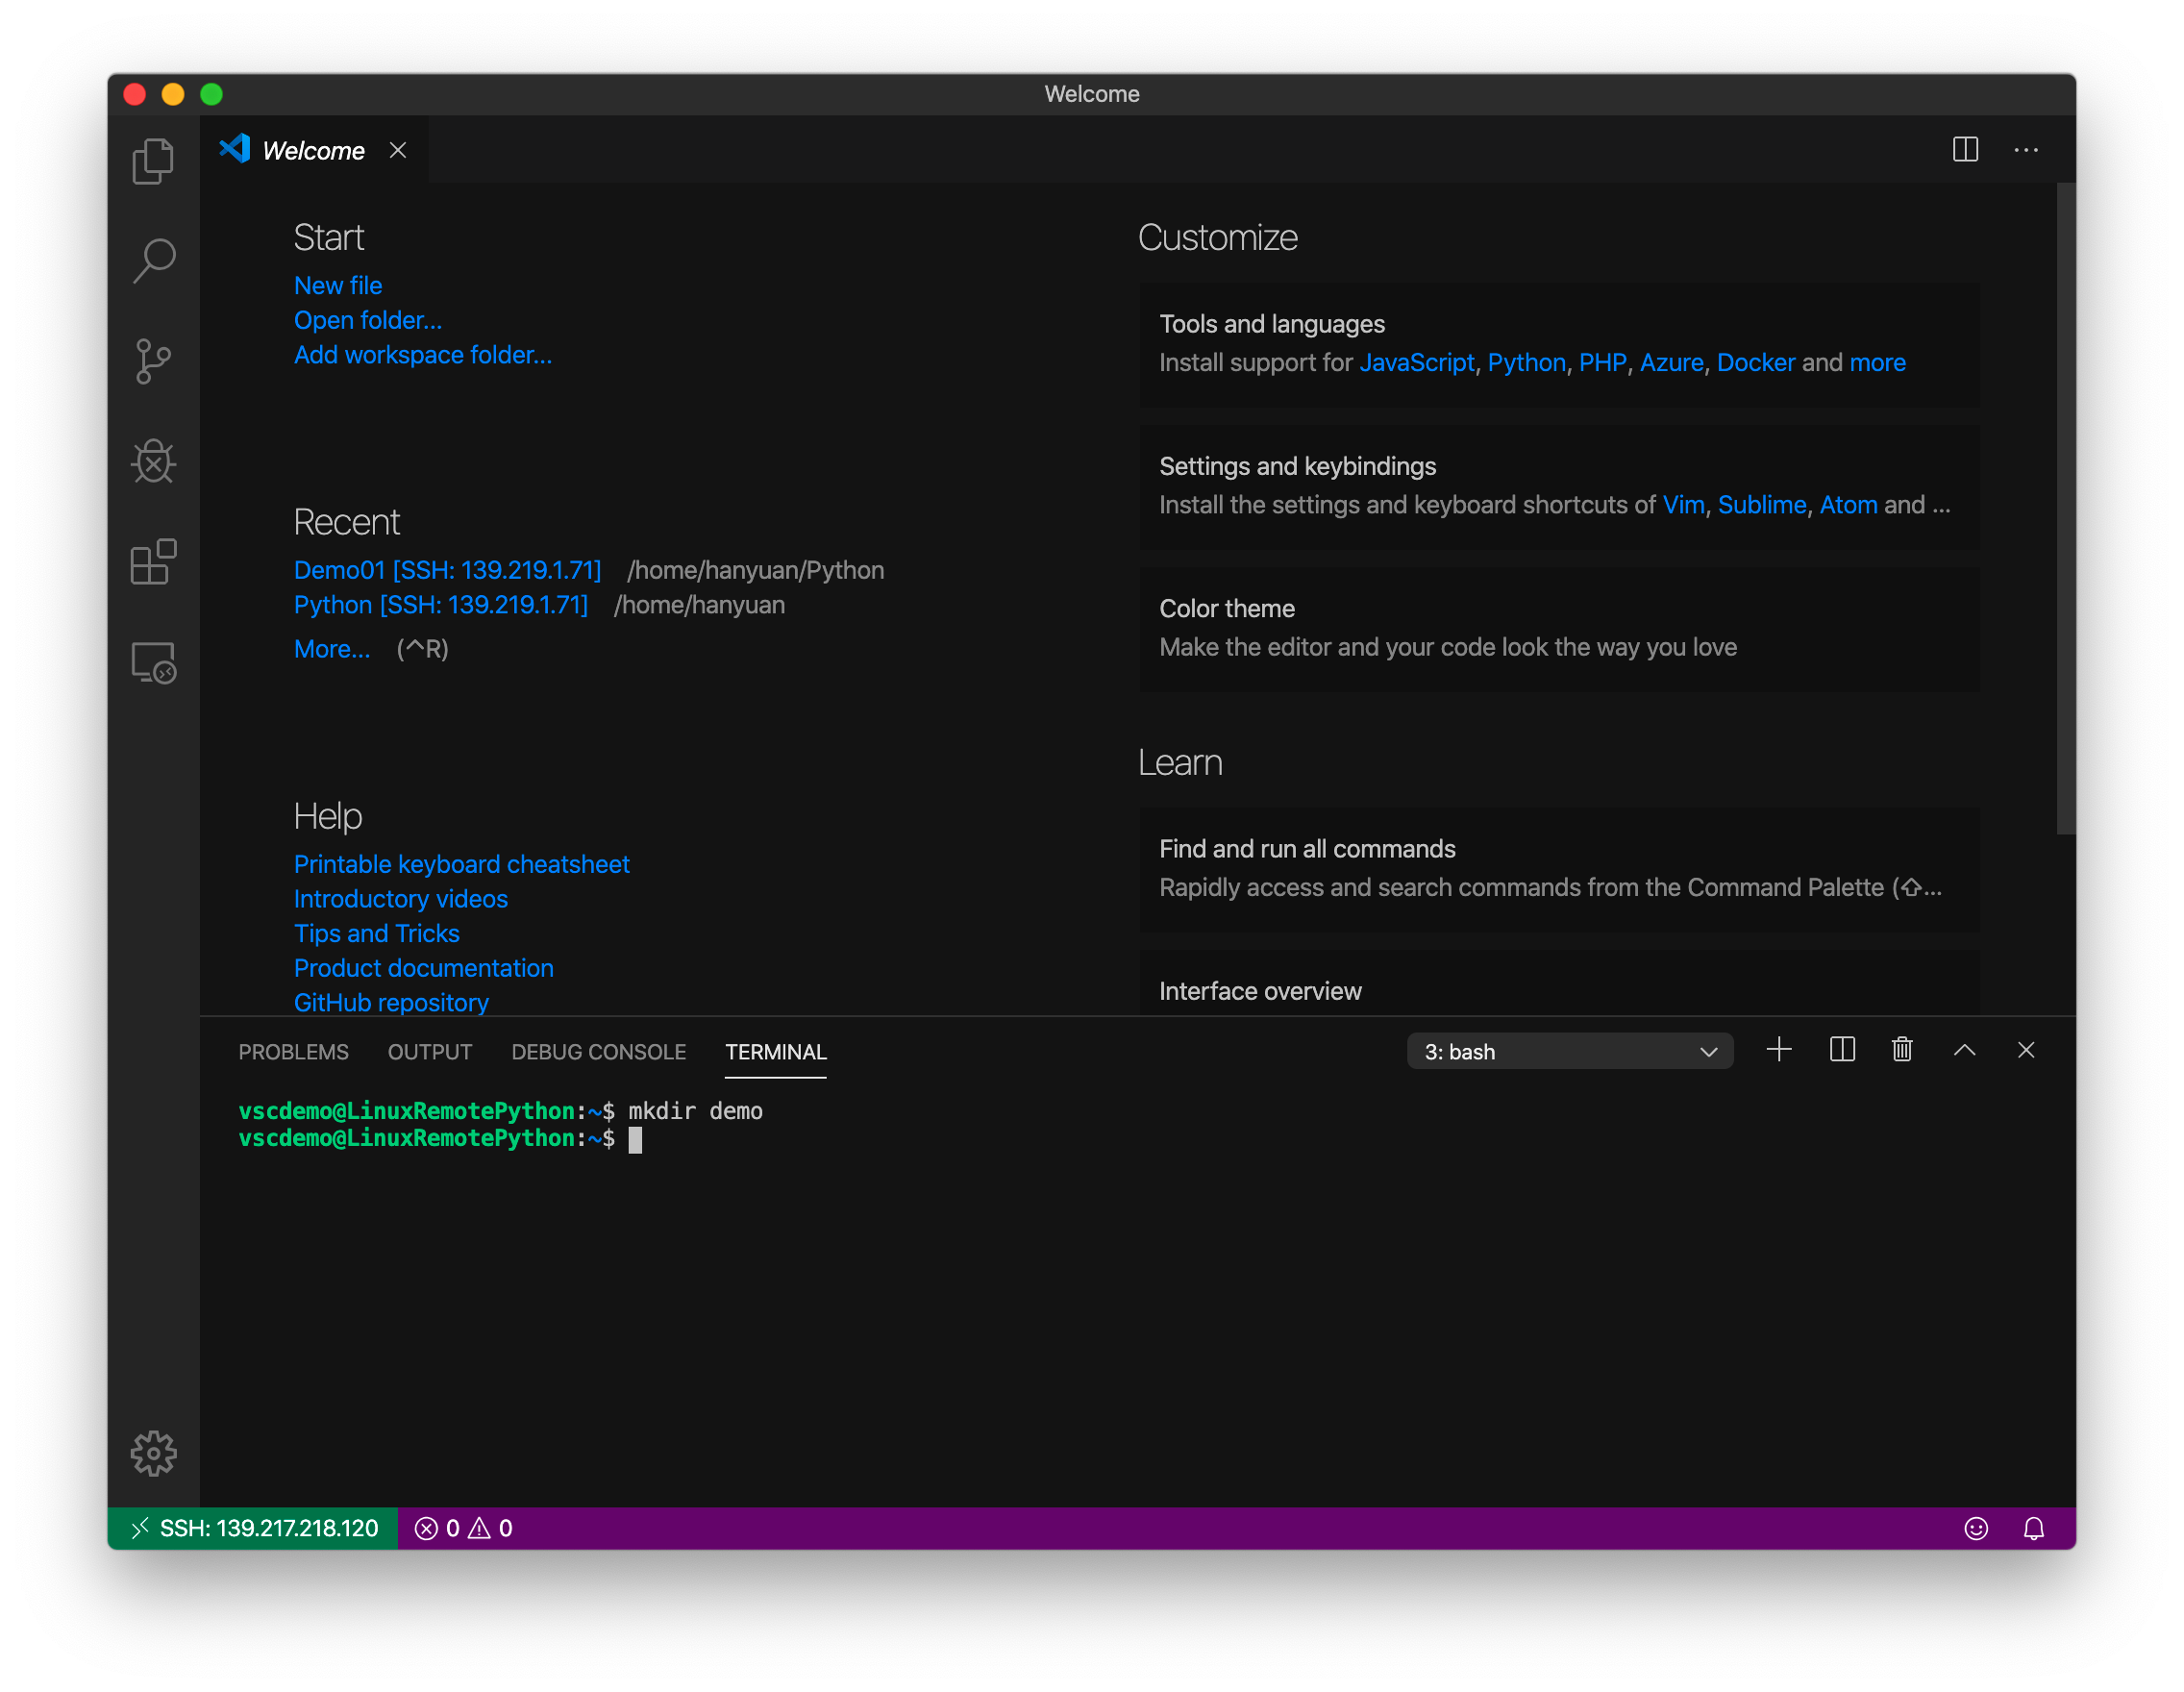 Welcome
Welcome
Start
New file
Open folder...
Add workspace folder...
Recent
Demo01 [SSH: 139.219.1.71] /home/hanyuan/Python
Python [SSH: 139.219.1.71] /home/hanyuan
More... (^R)
Help
Printable keyboard cheatsheet
Introductory videos
Tips and Tricks
Product documentation
GitHub repository
Customize
Tools and languages
Install support for JavaScript, Python, PHP, Azure, Docker and more
Settings and keybindings
Install the settings and keyboard shortcuts of Vim, Sublime, Atom and ...
Color theme
Make the editor and your code look the way you love
Learn
Find and run all commands
Rapidly access and search commands from the Command Palette (⇧...
Interface overview
PROBLEMS OUTPUT DEBUG CONSOLE TERMINAL 3: bash
vscdemo@LinuxRemotePython:~$ mkdir demo
vscdemo@LinuxRemotePython:~$
SSH: 139.217.218.120 0 0